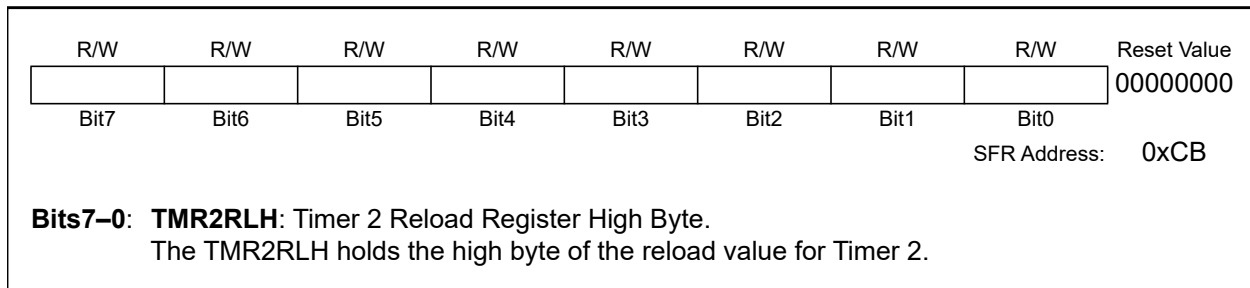 R/W R/W R/W R/W R/W R/W R/W R/W Reset Value
00000000
Bit7 Bit6 Bit5 Bit4 Bit3 Bit2 Bit1 Bit0
SFR Address: 0xCB
Bits7–0: TMR2RLH: Timer 2 Reload Register High Byte.
The TMR2RLH holds the high byte of the reload value for Timer 2.